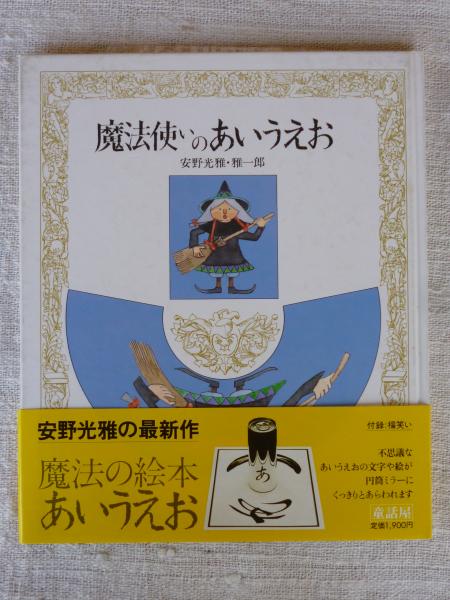 魔法使いのあいうえお
安野光雅・雅一郎
安野光雅の最新作
魔法の絵本
あいうえお
あ
付録：福笑い
不思議な
あいうえおの文字や絵が
円筒ミラーに
くっきりとあらわれます
童話屋
定価1,900円